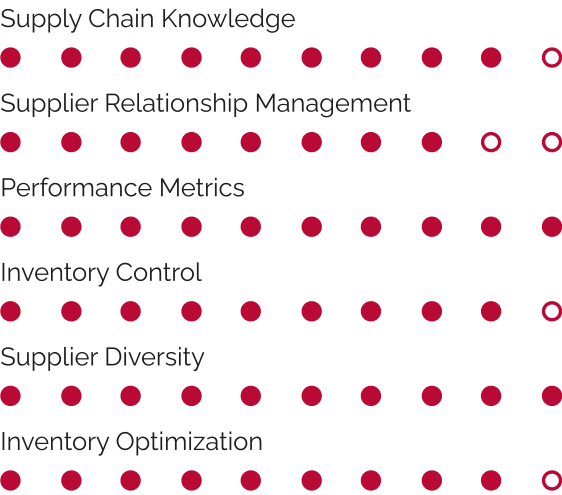 Supply Chain Knowledge
Supplier Relationship Management
Performance Metrics
Inventory Control
Supplier Diversity
Inventory Optimization